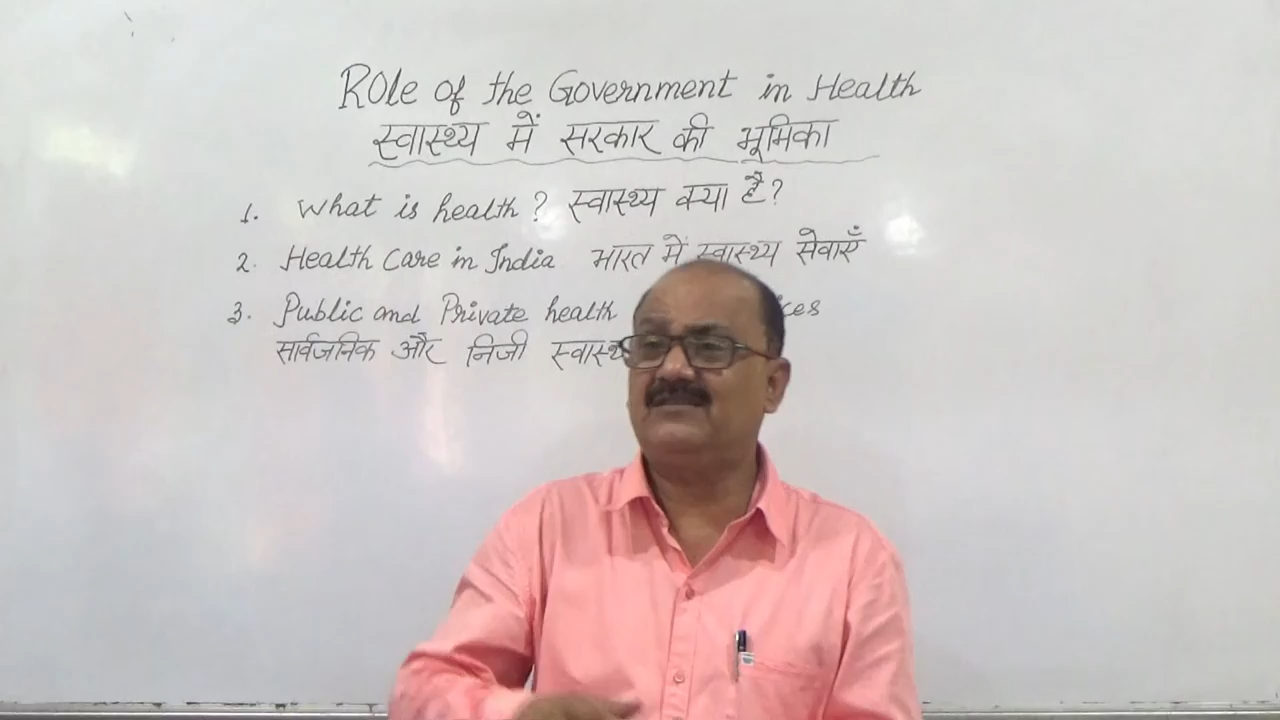 Role of the Government in Health
स्वास्थ्य में सरकार की भूमिका
1. What is health? स्वास्थ्य क्या है?
2. Health Care in India भारत में स्वास्थ्य सेवाएँ
3. Public and Private health
सार्वजनिक और निजी